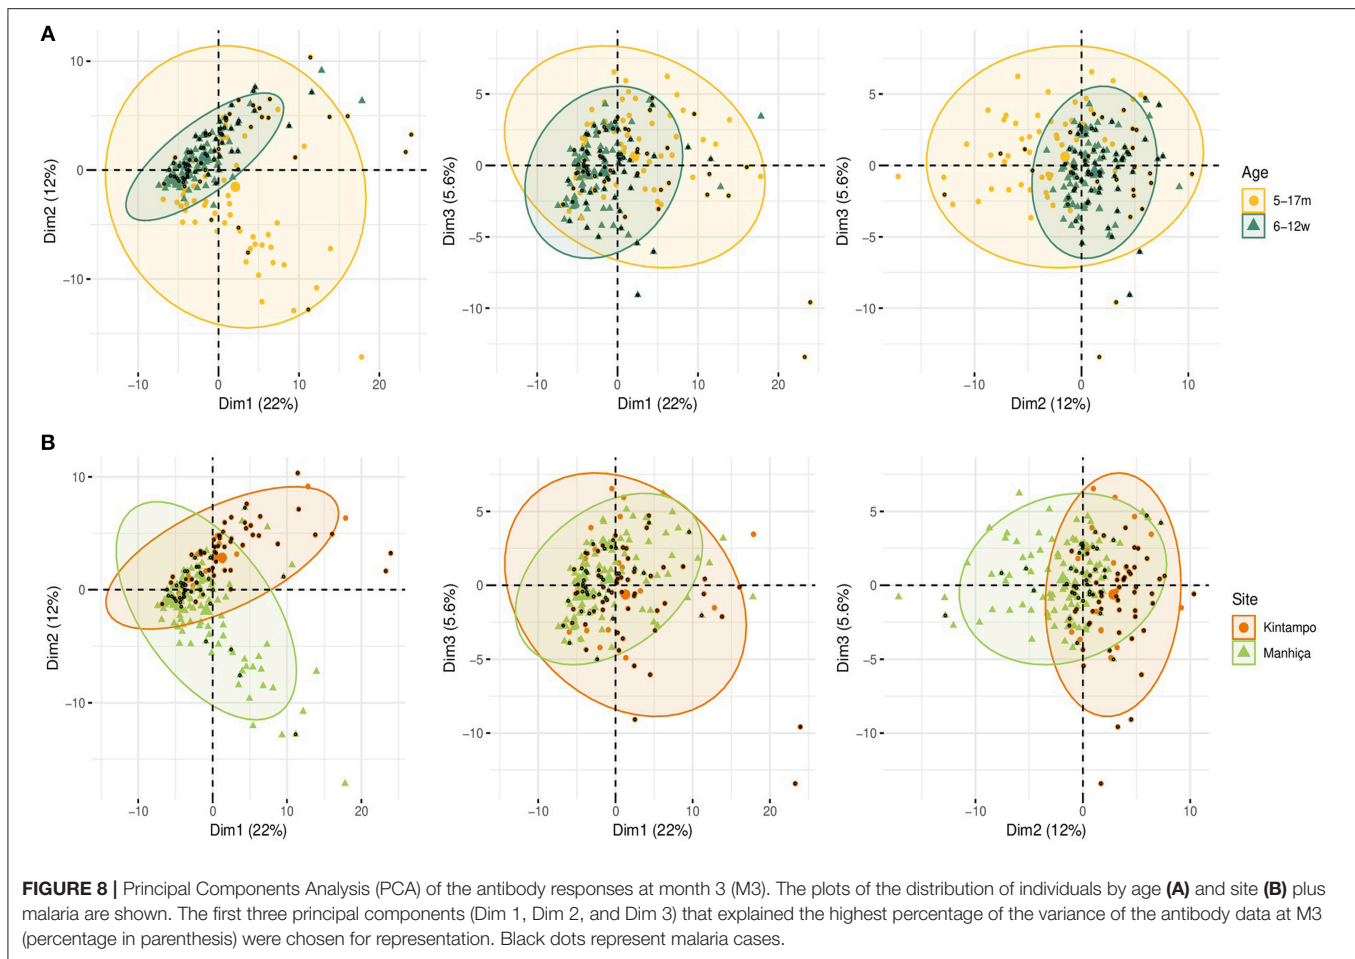 A
10
0
−10
Dim2 (12%)
−10
0
10
20
Dim1 (22%)
5
0
−5
−10
Dim3 (5.6%)
−10
0
10
20
Dim1 (22%)
5
0
−5
−10
Dim3 (5.6%)
−10
0
10
Dim2 (12%)
Age
5−17m
6−12w
B
10
0
−10
Dim2 (12%)
−10
0
10
20
Dim1 (22%)
5
0
−5
−10
Dim3 (5.6%)
−10
0
10
20
Dim1 (22%)
5
0
−5
−10
Dim3 (5.6%)
−10
0
10
Dim2 (12%)
Site
Kintampo
Manhiça
FIGURE 8 | Principal Components Analysis (PCA) of the antibody responses at month 3 (M3). The plots of the distribution of individuals by age (A) and site (B) plus
malaria are shown. The first three principal components (Dim 1, Dim 2, and Dim 3) that explained the highest percentage of the variance of the antibody data at M3
(percentage in parenthesis) were chosen for representation. Black dots represent malaria cases.